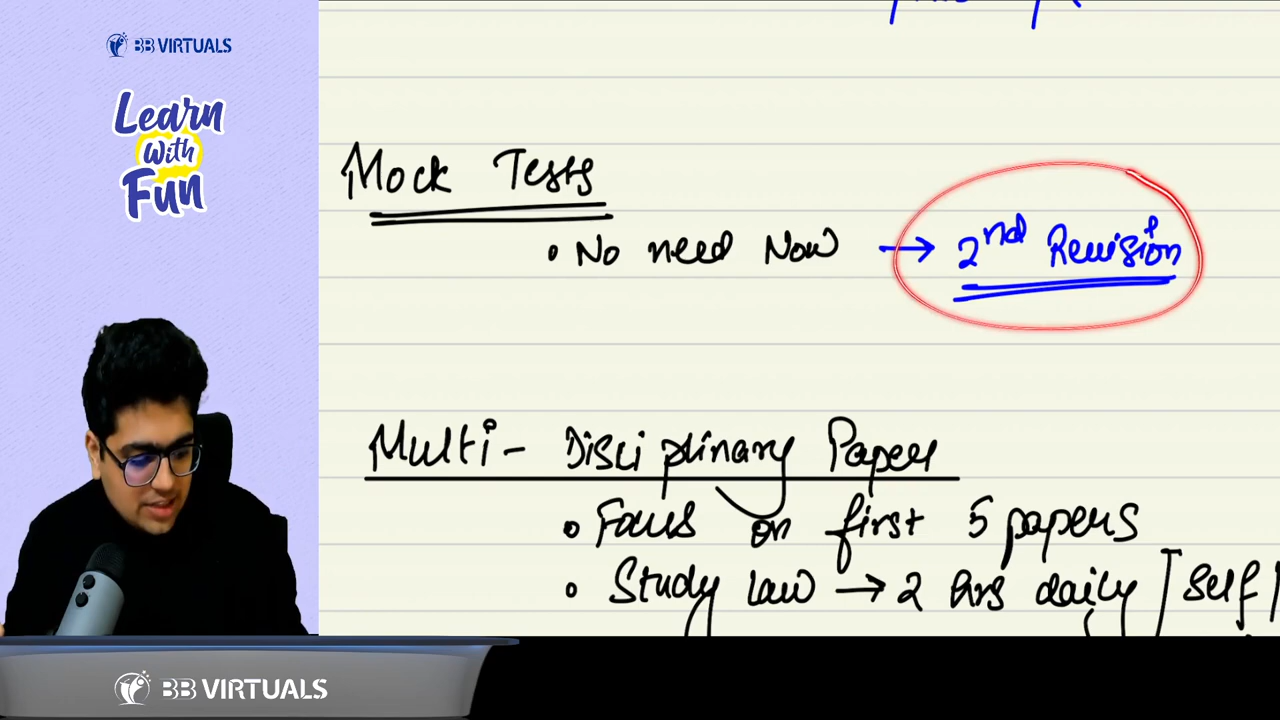 BB VIRTUALS
Learn
With
Fun
Mock Tests
• No need Now → 2nd Revision
Multi - Disciplinary Paper
• Focus on first 5 papers
• Study law → 2 hrs daily [Self
BB VIRTUALS